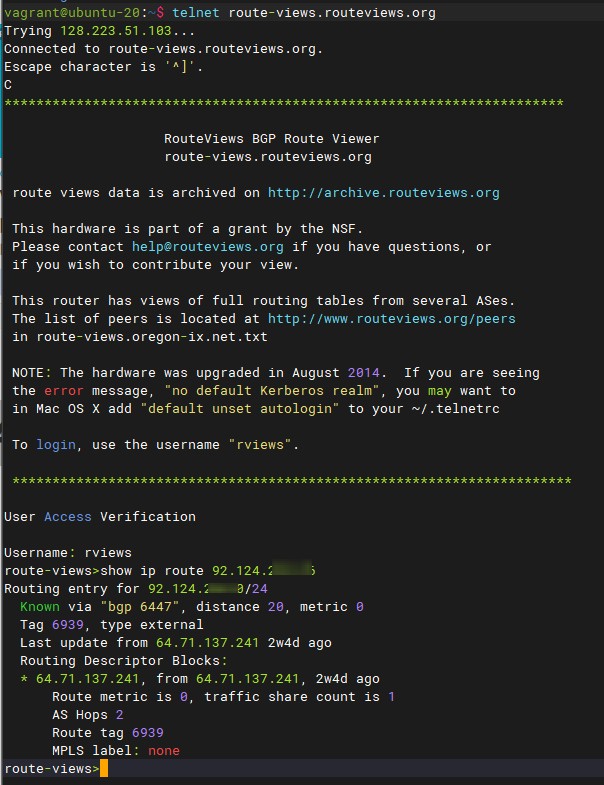 vagrant@ubuntu-20:~$ telnet route-views.routeviews.org
Trying 128.223.51.103...
Connected to route-views.routeviews.org.
Escape character is '^]'.
C
**********************************************************************
RouteViews BGP Route Viewer
route-views.routeviews.org
route views data is archived on http://archive.routeviews.org
This hardware is part of a grant by the NSF.
Please contact help@routeviews.org if you have questions, or
if you wish to contribute your view.
This router has views of full routing tables from several ASes.
The list of peers is located at http://www.routeviews.org/peers
in route-views.oregon-ix.net.txt
NOTE: The hardware was upgraded in August 2014.  If you are seeing
the error message, "no default Kerberos realm", you may want to
in Mac OS X add "default unset autologin" to your ~/.telnetrc
To login, use the username "rviews".
**********************************************************************
User Access Verification
Username: rviews
route-views>show ip route 92.124.2
Routing entry for 92.124.2 /24
Known via "bgp 6447", distance 20, metric 0
Tag 6939, type external
Last update from 64.71.137.241 2w4d ago
Routing Descriptor Blocks:
* 64.71.137.241, from 64.71.137.241, 2w4d ago
Route metric is 0, traffic share count is 1
AS Hops 2
Route tag 6939
MPLS label: none
route-views>